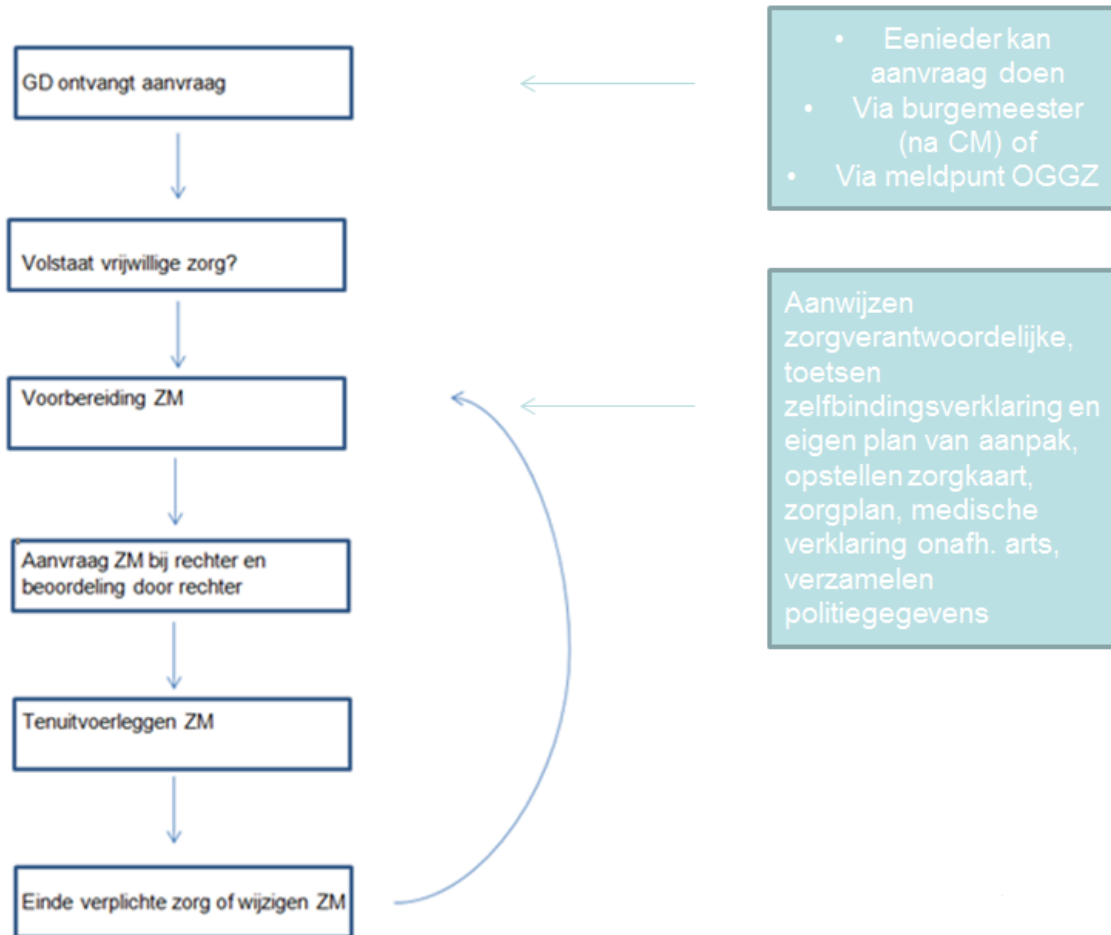 GD ontvangt aanvraag
• Eenieder kan
aanvraag doen
• Via burgemeester
(na CM) of
• Via meldpunt OGGZ
Volstaat vrijwillige zorg?
Voorbereiding ZM
Aanwijzen
zorgverantwoordelijke,
toetsen
zelfbindingsverklaring en
eigen plan van aanpak,
opstellen zorgkaart,
zorgplan, medische
verklaring onafh. arts,
verzamelen
politiegegevens
Aanvraag ZM bij rechter en
beoordeling door rechter
Tenuitvoerleggen ZM
Einde verplichte zorg of wijzigen ZM